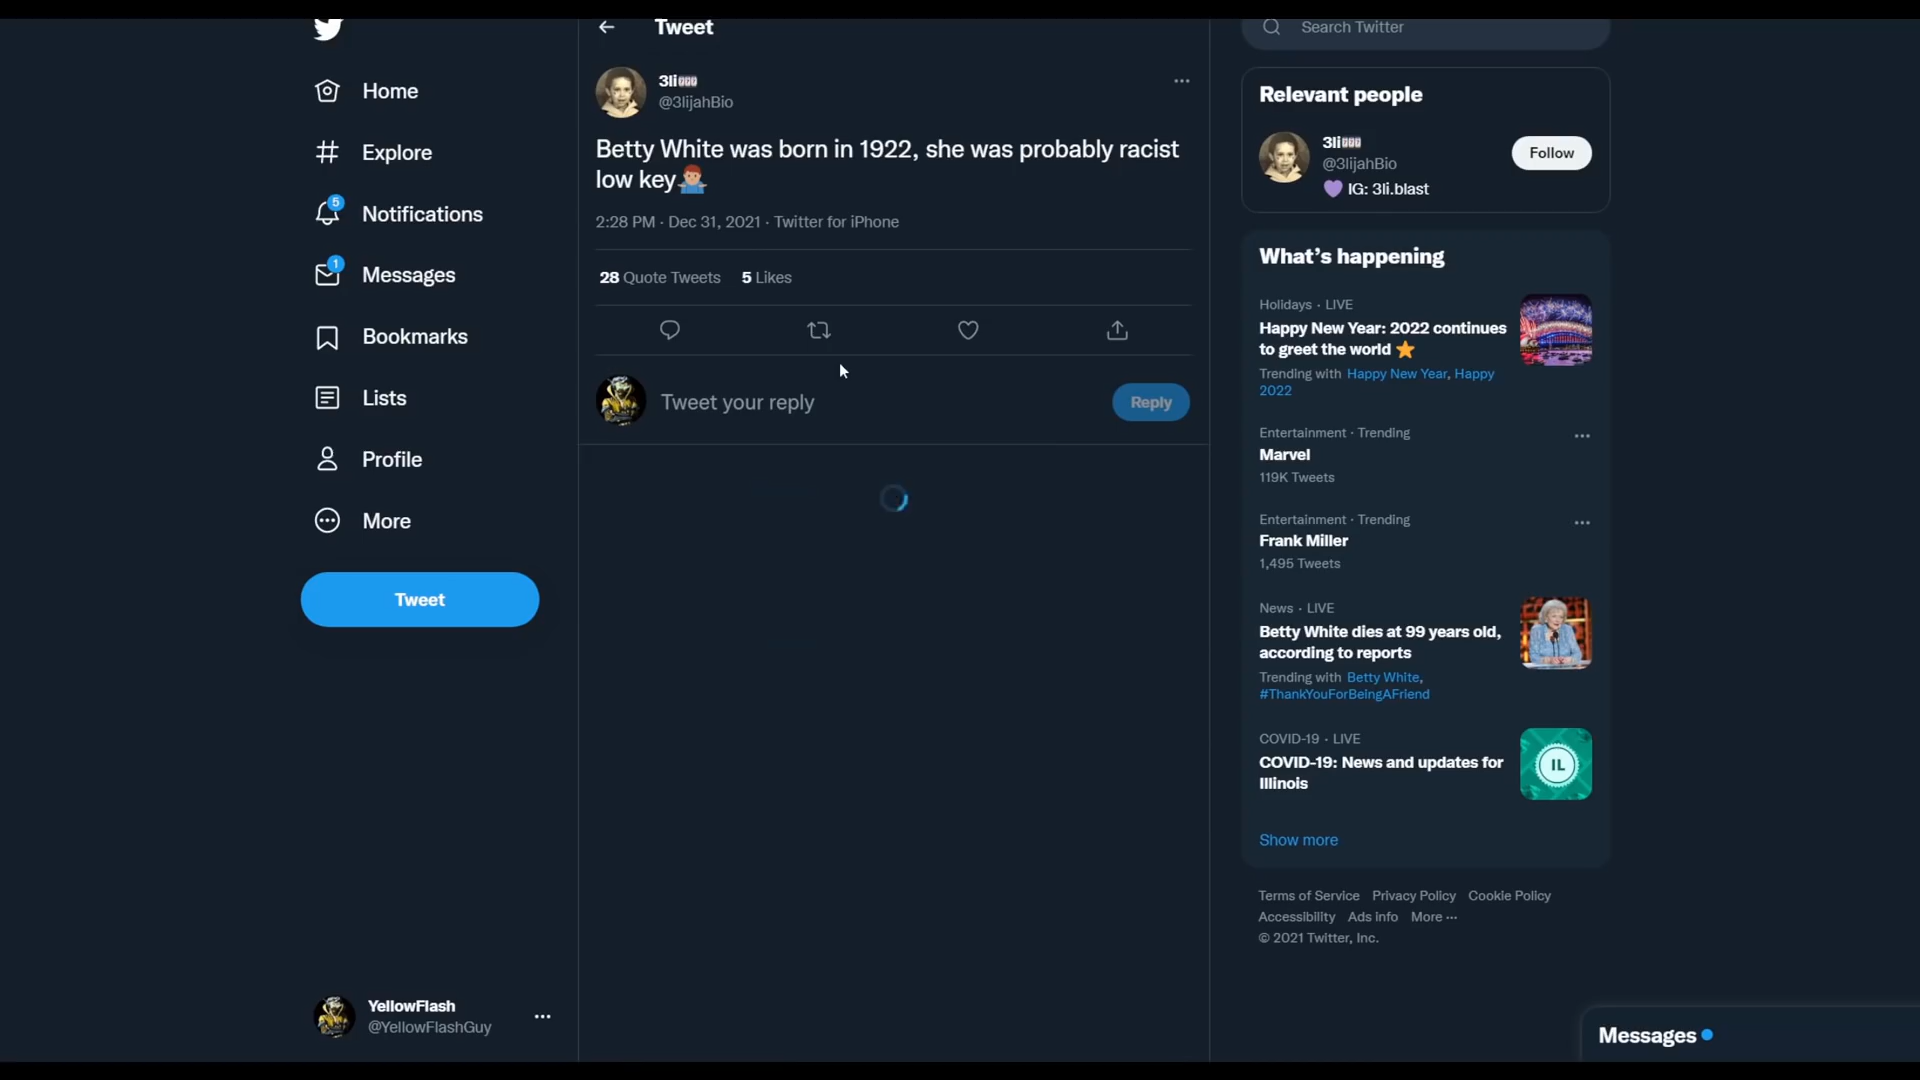 Home
Explore
5
Notifications
1
Messages
Bookmarks
Lists
Profile
More
Tweet
YellowFlash
@YellowFlashGuy
Tweet
3li
@3lijahBio
Betty White was born in 1922, she was probably racist
low key🤷🏽‍♂️
2:28 PM · Dec 31, 2021 · Twitter for iPhone
28 Quote Tweets 5 Likes
Tweet your reply
Reply
Search Twitter
Relevant people
3li
@3lijahBio
Follow
💜 IG: 3li.blast
What's happening
Holidays · LIVE
Happy New Year: 2022 continues
to greet the world ⭐
Trending with Happy New Year, Happy
2022
Entertainment · Trending
Marvel
119K Tweets
Entertainment · Trending
Frank Miller
1,495 Tweets
News · LIVE
Betty White dies at 99 years old,
according to reports
Trending with Betty White,
#ThankYouForBeingAFriend
COVID-19 · LIVE
COVID-19: News and updates for
Illinois
IL
Show more
Terms of Service Privacy Policy Cookie Policy
Accessibility Ads info More ···
© 2021 Twitter, Inc.
Messages